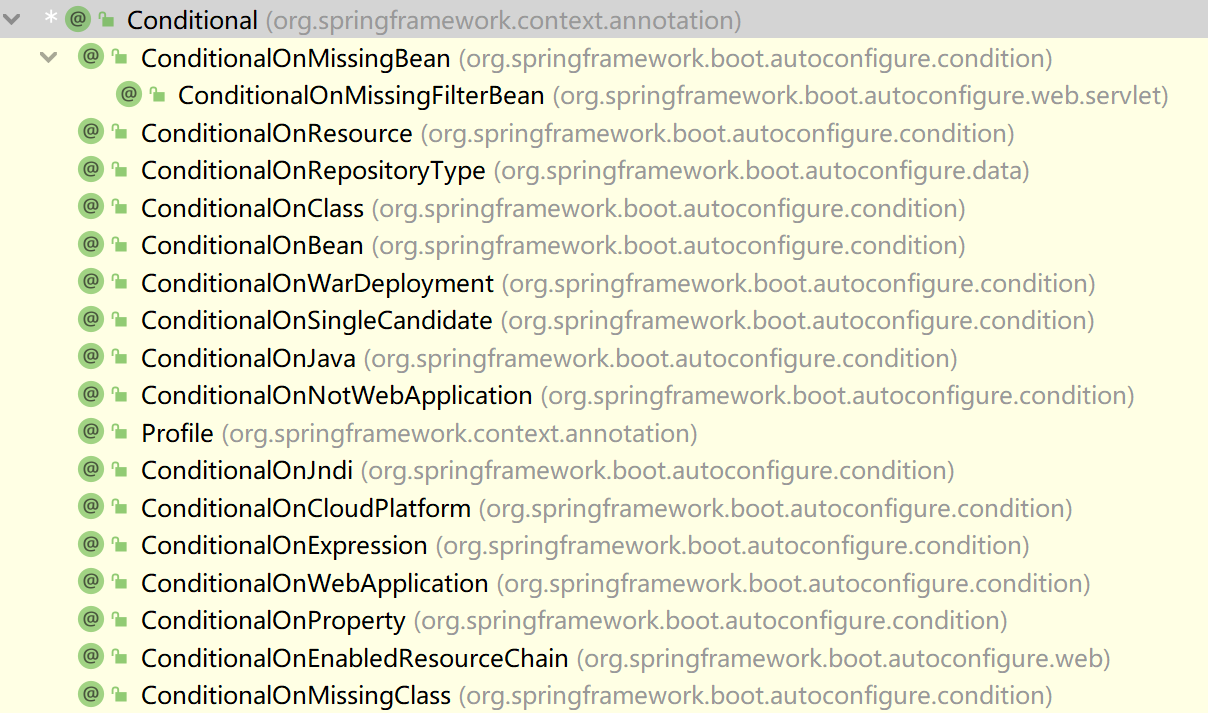 * @ Conditional (org.springframework.context.annotation)
@ ConditionalOnMissingBean (org.springframework.boot.autoconfigure.condition)
@ ConditionalOnMissingFilterBean (org.springframework.boot.autoconfigure.web.servlet)
@ ConditionalOnResource (org.springframework.boot.autoconfigure.condition)
@ ConditionalOnRepositoryType (org.springframework.boot.autoconfigure.data)
@ ConditionalOnClass (org.springframework.boot.autoconfigure.condition)
@ ConditionalOnBean (org.springframework.boot.autoconfigure.condition)
@ ConditionalOnWarDeployment (org.springframework.boot.autoconfigure.condition)
@ ConditionalOnSingleCandidate (org.springframework.boot.autoconfigure.condition)
@ ConditionalOnJava (org.springframework.boot.autoconfigure.condition)
@ ConditionalOnNotWebApplication (org.springframework.boot.autoconfigure.condition)
@ Profile (org.springframework.context.annotation)
@ ConditionalOnJndi (org.springframework.boot.autoconfigure.condition)
@ ConditionalOnCloudPlatform (org.springframework.boot.autoconfigure.condition)
@ ConditionalOnExpression (org.springframework.boot.autoconfigure.condition)
@ ConditionalOnWebApplication (org.springframework.boot.autoconfigure.condition)
@ ConditionalOnProperty (org.springframework.boot.autoconfigure.condition)
@ ConditionalOnEnabledResourceChain (org.springframework.boot.autoconfigure.web)
@ ConditionalOnMissingClass (org.springframework.boot.autoconfigure.condition)